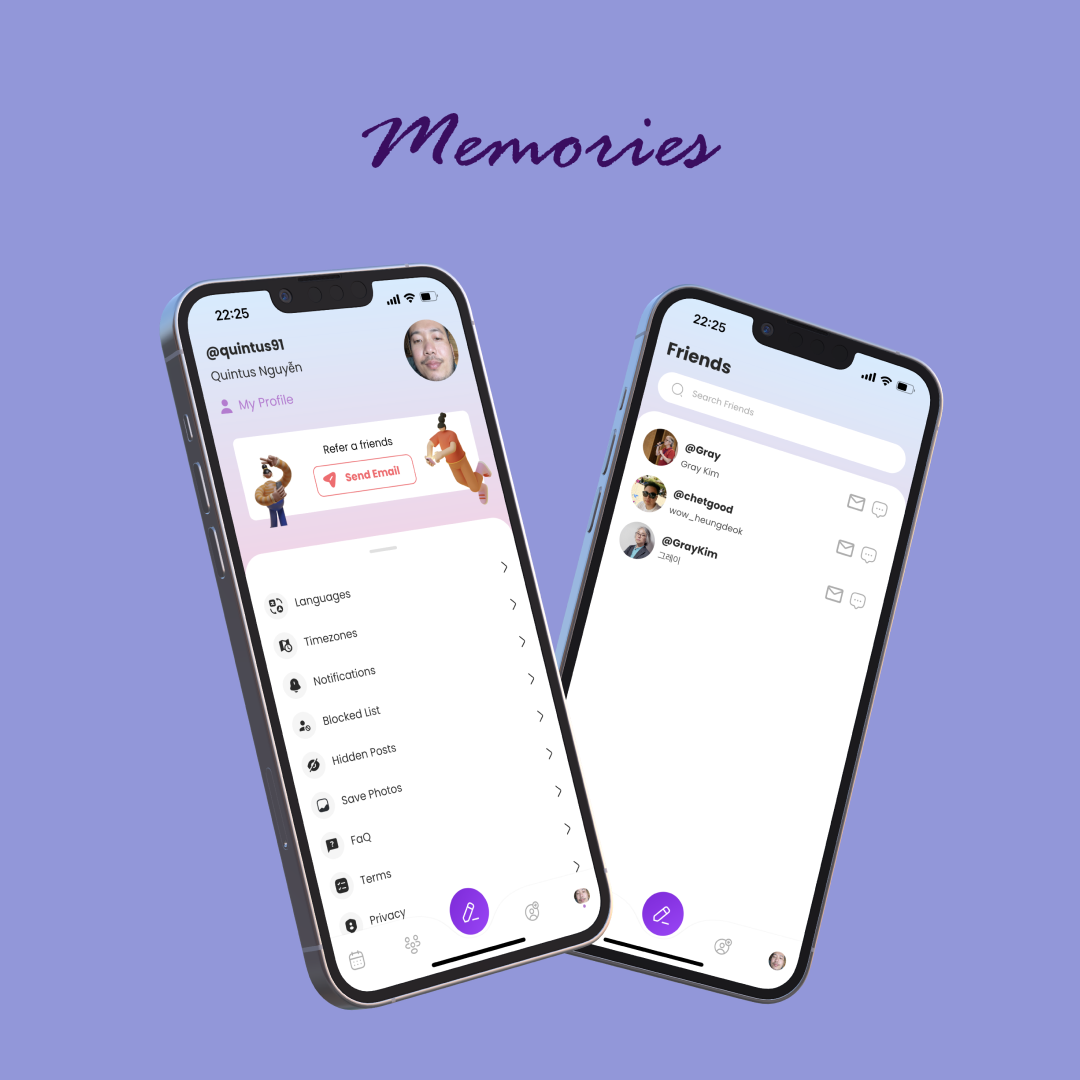 Memories
22:25
@quintus91
Quintus Nguyễn
My Profile
Refer a friends
Send Email
Languages
Timezones
Notifications
Blocked List
Hidden Posts
Save Photos
FaQ
Terms
Privacy
22:25
Friends
Search Friends
@Gray
Gray Kim
@chetgood
wow_heungdeok
@GrayKim
그레이